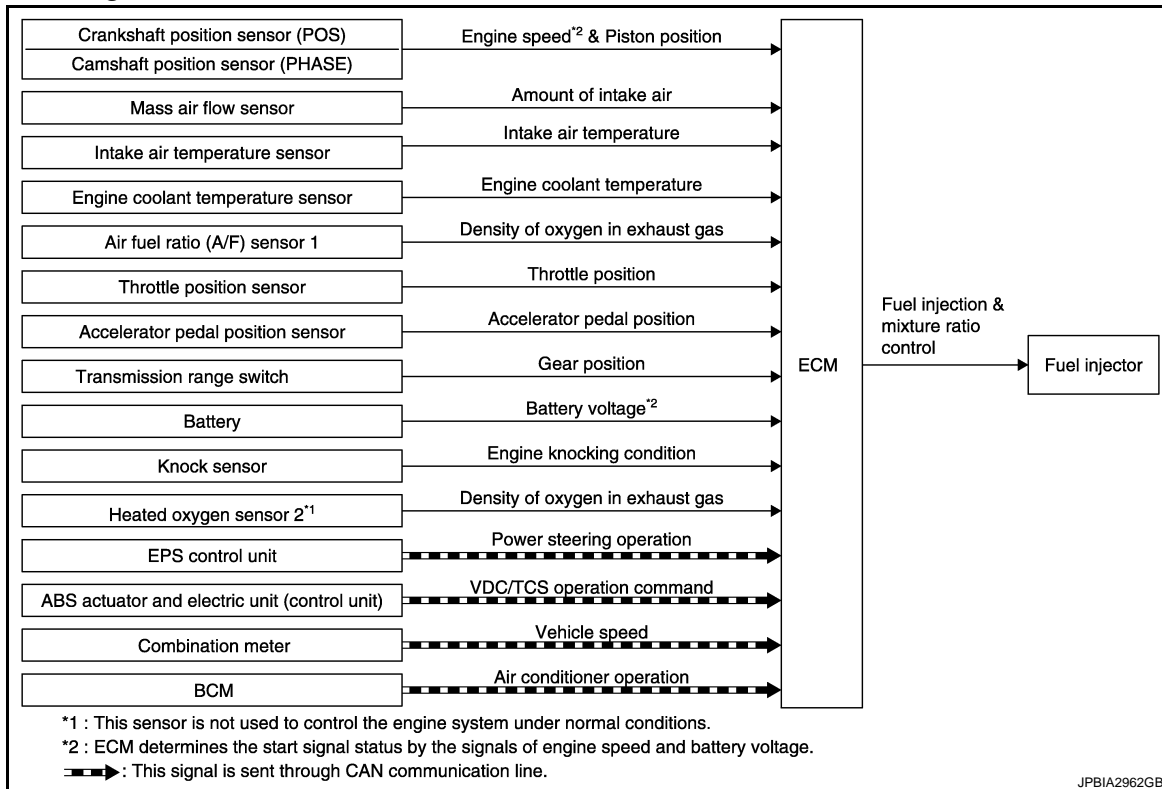 Crankshaft position sensor (POS)
Engine speed*2 & Piston position
Camshaft position sensor (PHASE)
Mass air flow sensor
Amount of intake air
Intake air temperature sensor
Intake air temperature
Engine coolant temperature sensor
Engine coolant temperature
Air fuel ratio (A/F) sensor 1
Density of oxygen in exhaust gas
Throttle position sensor
Throttle position
Accelerator pedal position sensor
Accelerator pedal position
Transmission range switch
Gear position
Battery
Battery voltage*2
Knock sensor
Engine knocking condition
Heated oxygen sensor 2*1
Density of oxygen in exhaust gas
EPS control unit
Power steering operation
ABS actuator and electric unit (control unit)
VDC/TCS operation command
Combination meter
Vehicle speed
BCM
Air conditioner operation
ECM
Fuel injection &
mixture ratio
control
Fuel injector
*1 : This sensor is not used to control the engine system under normal conditions.
*2 : ECM determines the start signal status by the signals of engine speed and battery voltage.
: This signal is sent through CAN communication line.
JPBIA2962GB